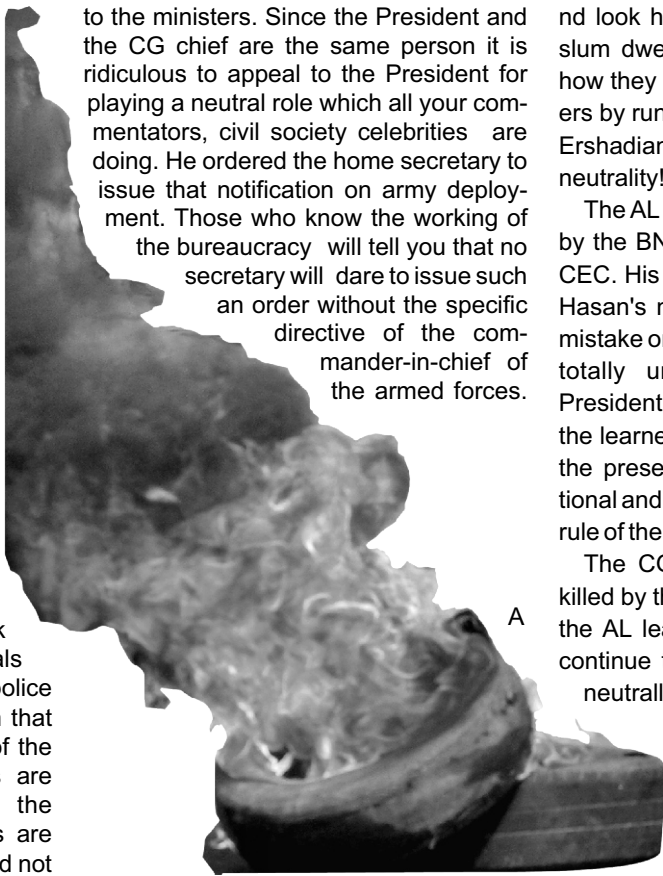 k
als
police
that
of the
are
the
s are
d not
to the ministers. Since the President and
the CG chief are the same person it is
ridiculous to appeal to the President for
playing a neutral role which all your com-
mentators, civil society celebrities are
doing. He ordered the home secretary to
issue that notification on army deploy-
ment. Those who know the working of
the bureaucracy will tell you that no
secretary will dare to issue such
an order without the specific
directive of the com-
mander-in-chief of
the armed forces.
A
nd look h
slum dwe
how they
ers by run
Ershadian
neutrality!
The AL
by the BN
CEC. His
Hasan's m
mistake or
totally un
President
the learne
the prese
tional and
rule of the
The CG
killed by th
the AL lea
continue t
neutrall